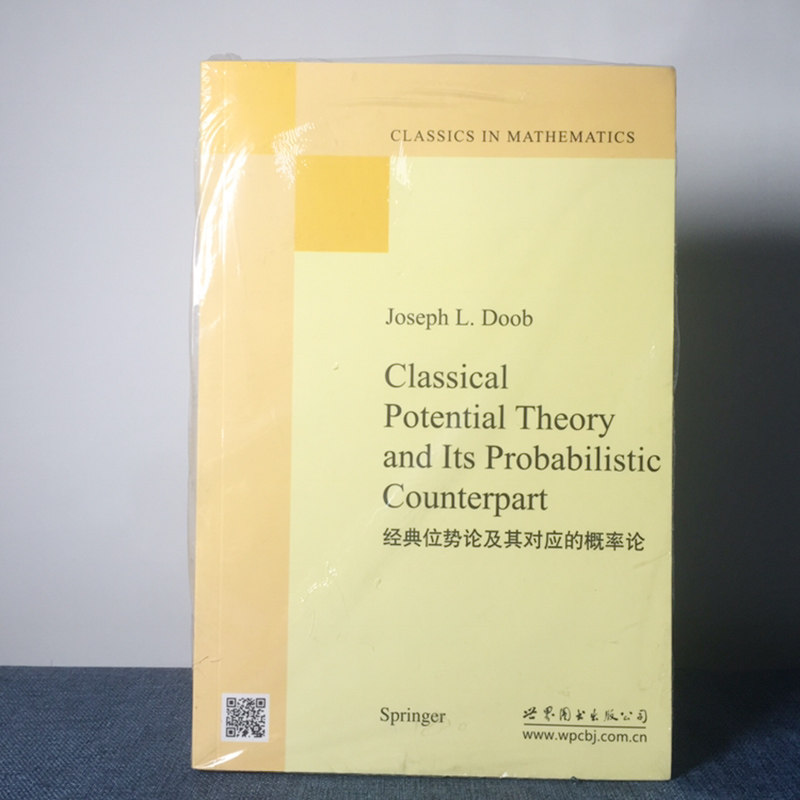 CLASSICS IN MATHEMATICS
Joseph L. Doob
Classical
Potential Theory
and Its Probabilistic
Counterpart
经典位势论及其对应的概率论
Springer
世界图书出版公司
www.wpcbj.com.cn